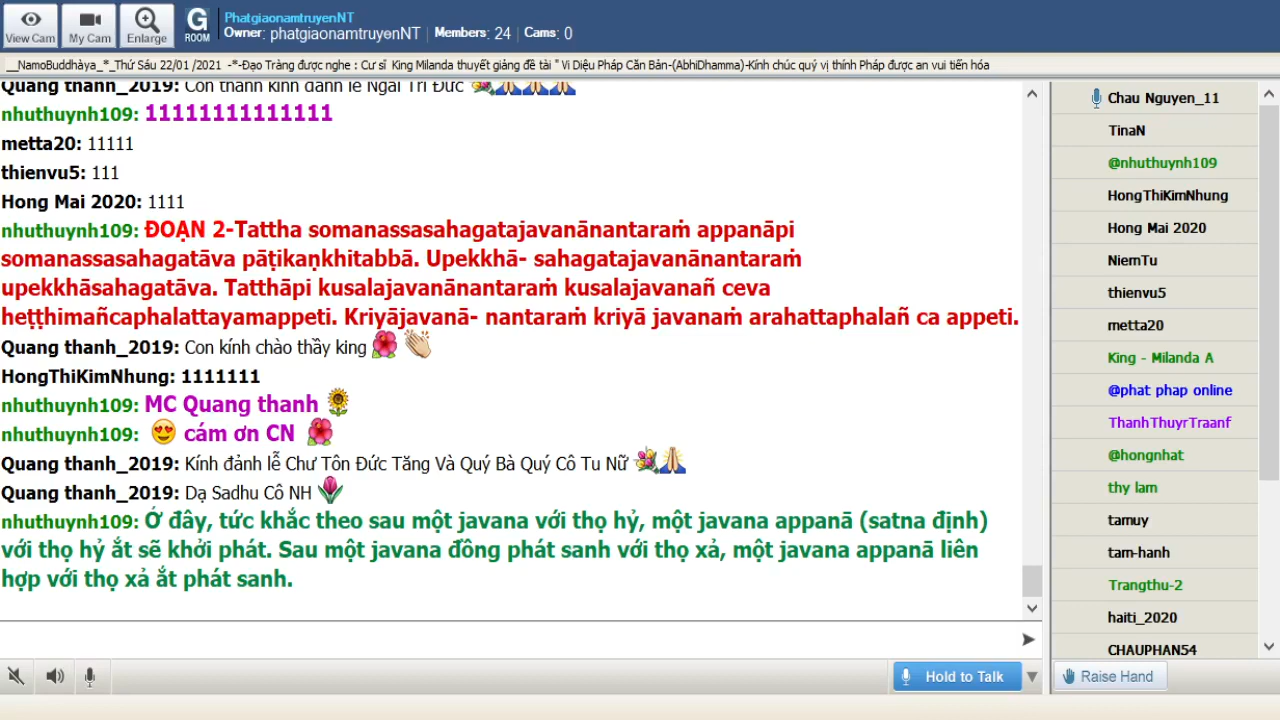 View Cam
My Cam
Enlarge
G
ROOM
PhatgiaonamtruyenNT
Owner: phatgiaonamtruyenNT | Members: 24 | Cams: 0
__NamoBuddhàya_*_Thứ Sáu 22/01 /2021 -*-Đạo Tràng được nghe : Cư sĩ King Milanda thuyết giảng đề tài " Vi Diệu Pháp Căn Bản-(AbhiDhamma)-Kính chúc quý vị thính Pháp được an vui tiến hóa
Quang thanh_2019: Con thành kính đảnh lễ Ngài Trí Đức
nhuthuynh109: 11111111111111
metta20: 11111
thienvu5: 111
Hong Mai 2020: 1111
nhuthuynh109: ĐOẠN 2-Tattha somanassasahagatajavanānantaraṁ appanāpi
somanassasahagatāva pāṭikaṇkhitabbā. Upekkhā- sahagatajavanānantaraṁ
upekkhāsahagatāva. Tatthāpi kusalajavanānantaraṁ kusalajavanañ ceva
heṭṭhimañcaphalattayamappeti. Kriyājavanā- nantaraṁ kriyā javanaṁ arahattaphalañ ca appeti.
Quang thanh_2019: Con kính chào thầy king
HongThiKimNhung: 1111111
nhuthuynh109: MC Quang thanh
nhuthuynh109: cám ơn CN
Quang thanh_2019: Kính đảnh lễ Chư Tôn Đức Tăng Và Quý Bà Quý Cô Tu Nữ
Quang thanh_2019: Dạ Sadhu Cô NH
nhuthuynh109: Ở đây, tức khắc theo sau một javana với thọ hỷ, một javana appanā (satna định)
với thọ hỷ ắt sẽ khởi phát. Sau một javana đồng phát sanh với thọ xả, một javana appanā liên
hợp với thọ xả ắt phát sanh.
Hold to Talk
Chau Nguyen_11
TinaN
@nhuthuynh109
HongThiKimNhung
Hong Mai 2020
NiemTu
thienvu5
metta20
King - Milanda A
@phat phap online
ThanhThuyrTraanf
@hongnhat
thy lam
tamuy
tam-hanh
Trangthu-2
haiti_2020
CHAUPHAN54
Raise Hand